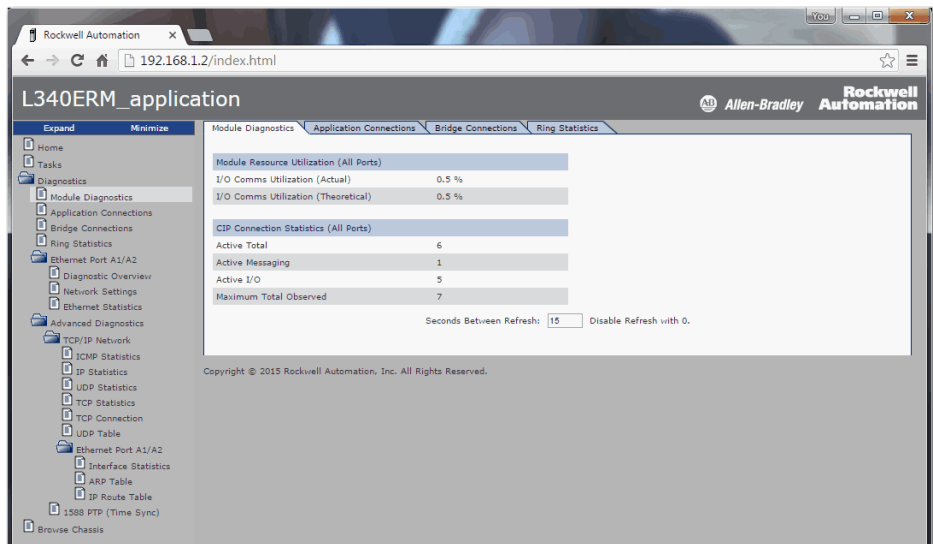 You
Rockwell Automation
192.168.1.2/index.html
L340ERM_application
AB Allen-Bradley
Rockwell Automation
Expand Minimize
Home
Tasks
Diagnostics
Module Diagnostics
Application Connections
Bridge Connections
Ring Statistics
Ethernet Port A1/A2
Diagnostic Overview
Network Settings
Ethernet Statistics
Advanced Diagnostics
TCP/IP Network
ICMP Statistics
IP Statistics
UDP Statistics
TCP Statistics
TCP Connection
UDP Table
Ethernet Port A1/A2
Interface Statistics
ARP Table
IP Route Table
1588 PTP (Time Sync)
Browse Chassis
Module Diagnostics Application Connections Bridge Connections Ring Statistics
Module Resource Utilization (All Ports)
I/O Comms Utilization (Actual) 0.5 %
I/O Comms Utilization (Theoretical) 0.5 %
CIP Connection Statistics (All Ports)
Active Total 6
Active Messaging 1
Active I/O 5
Maximum Total Observed 7
Seconds Between Refresh: 15 Disable Refresh with 0.
Copyright © 2015 Rockwell Automation, Inc. All Rights Reserved.